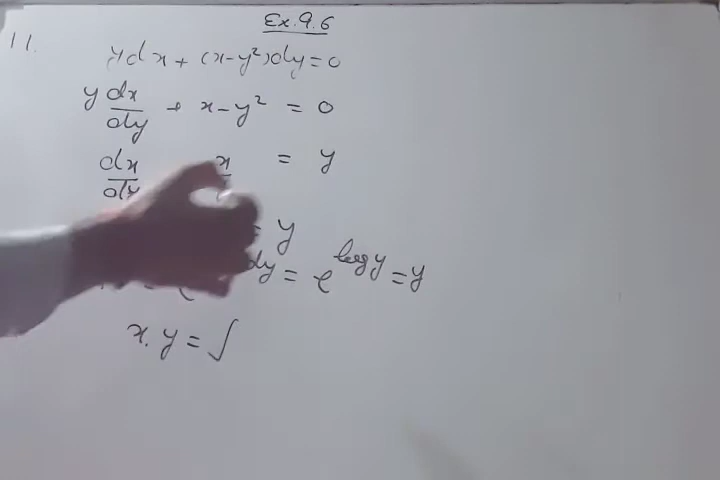 Ex. 9.6
11. ydx + (x-y²)dy = 0
y dx/dy + x - y² = 0
dx/dy x = y
= y
dy = e^log y = y
x. y = ∫